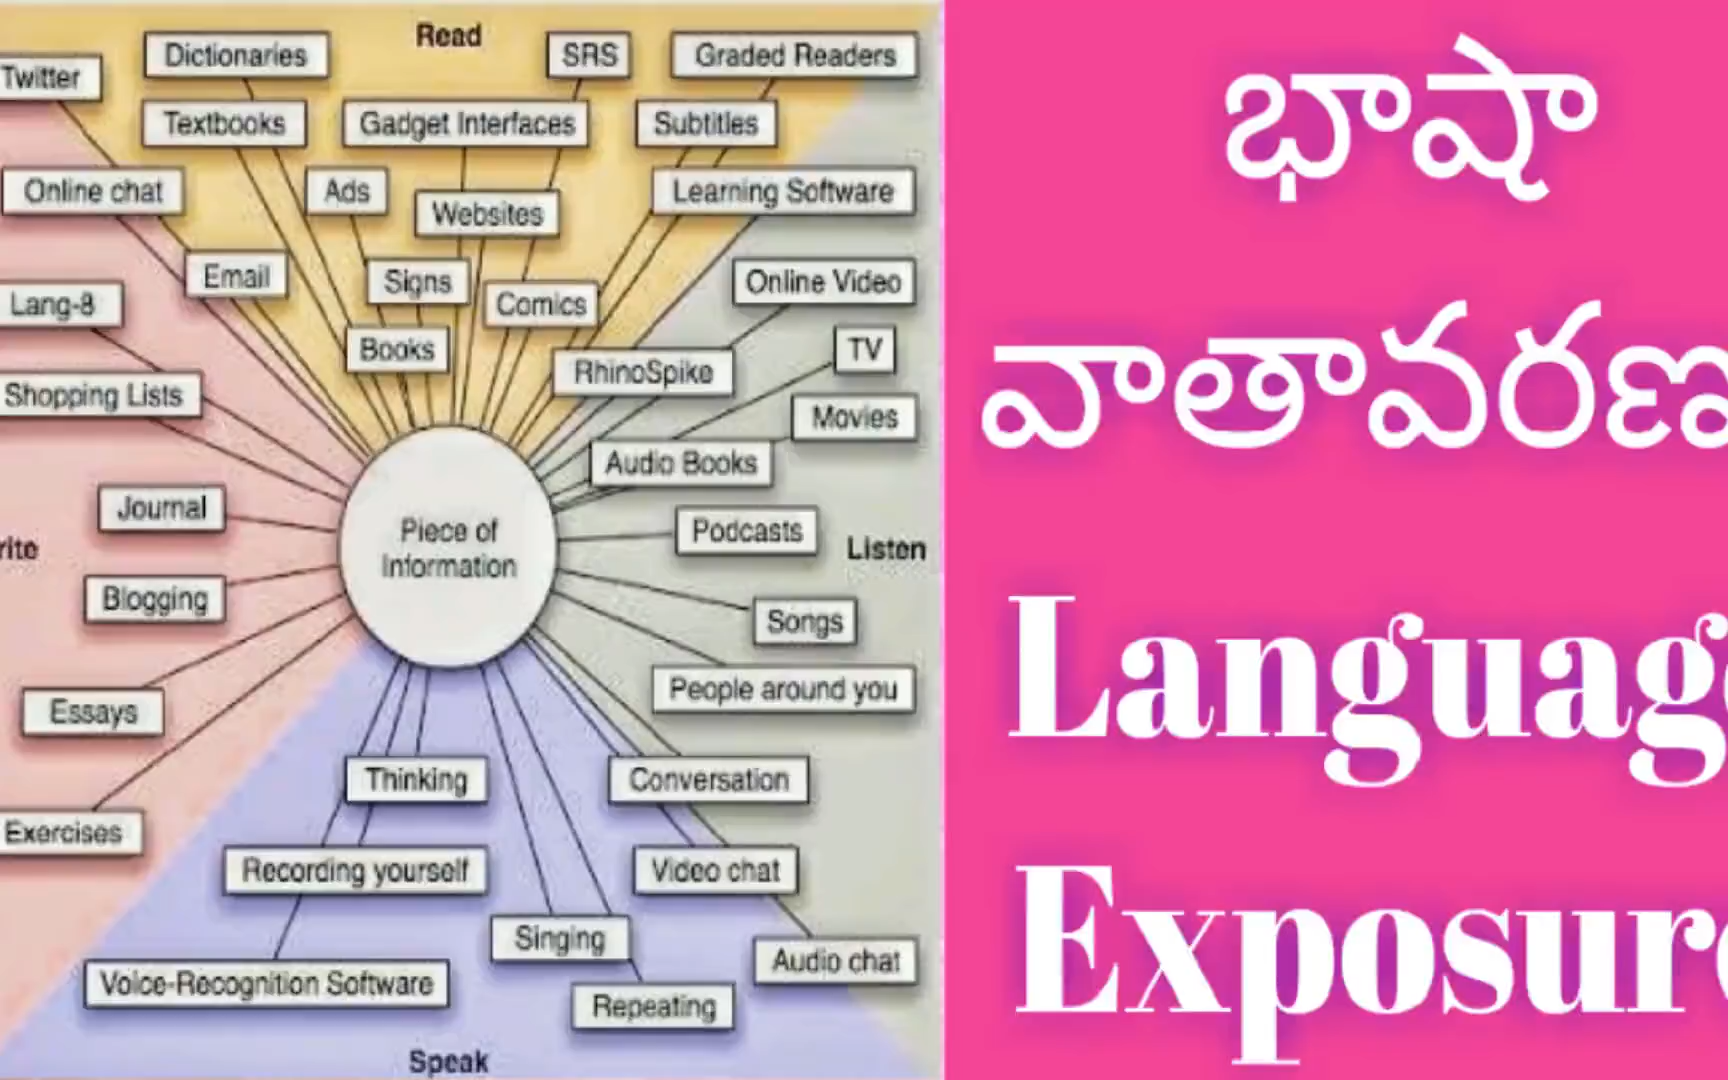 Read
Dictionaries
SRS
Graded Readers
Twitter
Textbooks
Gadget Interfaces
Subtitles
Online chat
Ads
Websites
Learning Software
Email
Signs
Comics
Online Video
Lang-8
Books
RhinoSpike
TV
Shopping Lists
Movies
Audio Books
Journal
Piece of
Information
Podcasts
Listen
rite
Blogging
Songs
People around you
Essays
Thinking
Conversation
Exercises
Recording yourself
Video chat
Singing
Audio chat
Voice-Recognition Software
Repeating
Speak
భాషా
వాతావరణ
Language
Exposure